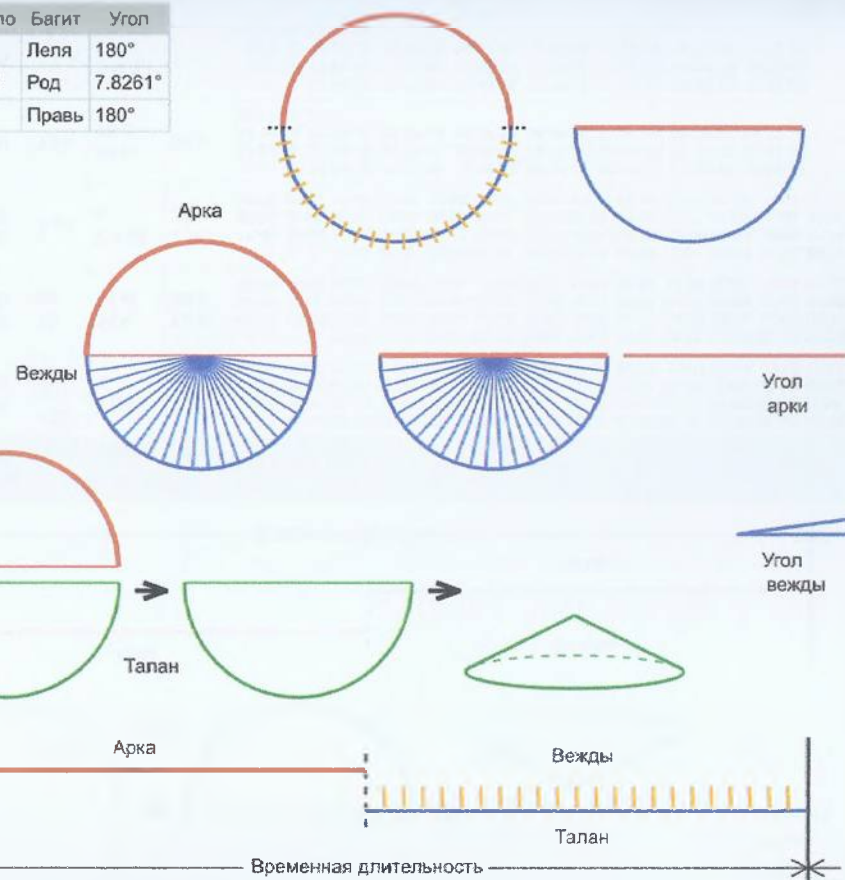 Багит Угол
Леля 180°
Род 7.8261°
Правь 180°
Арка
Вежды
Угол
арки
Угол
вежды
Талан
Арка
Вежды
Талан
Временная длительность